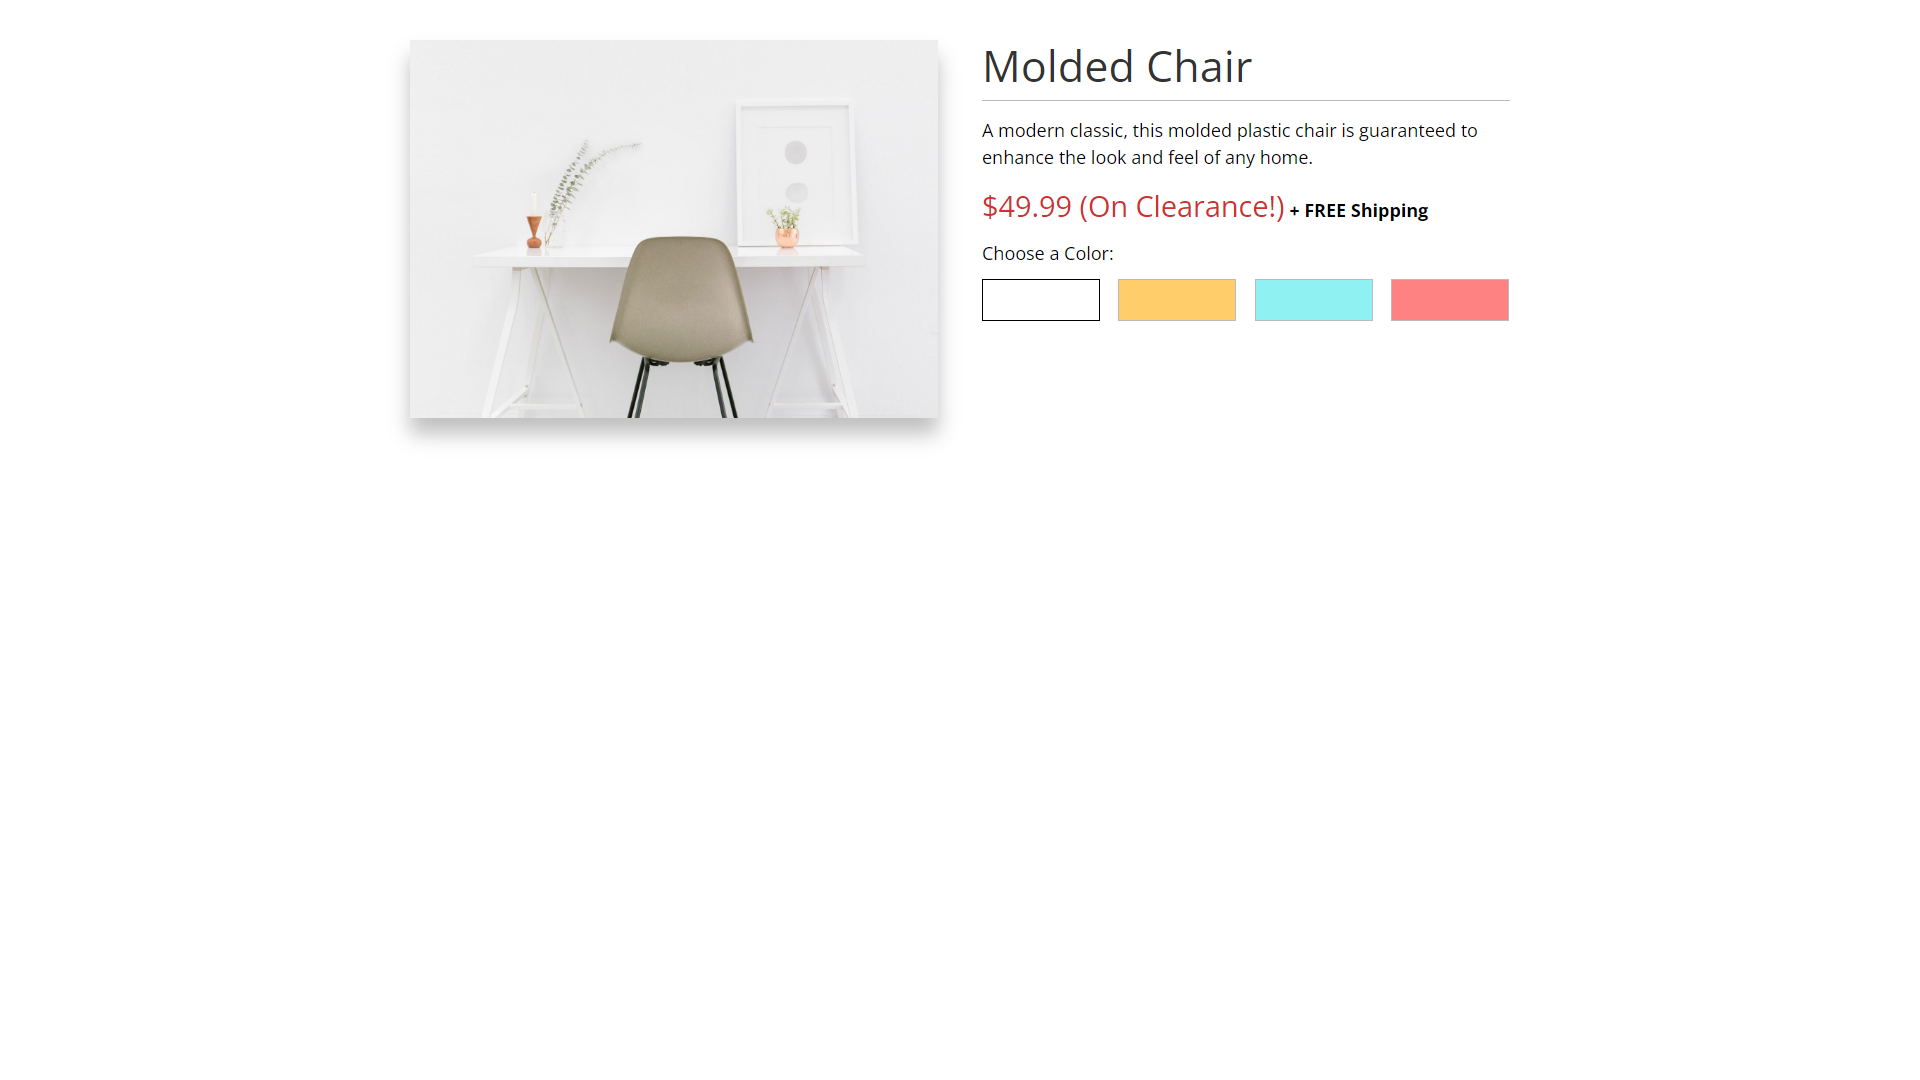 Molded Chair
A modern classic, this molded plastic chair is guaranteed to
enhance the look and feel of any home.
$49.99 (On Clearance!) + FREE Shipping
Choose a Color: